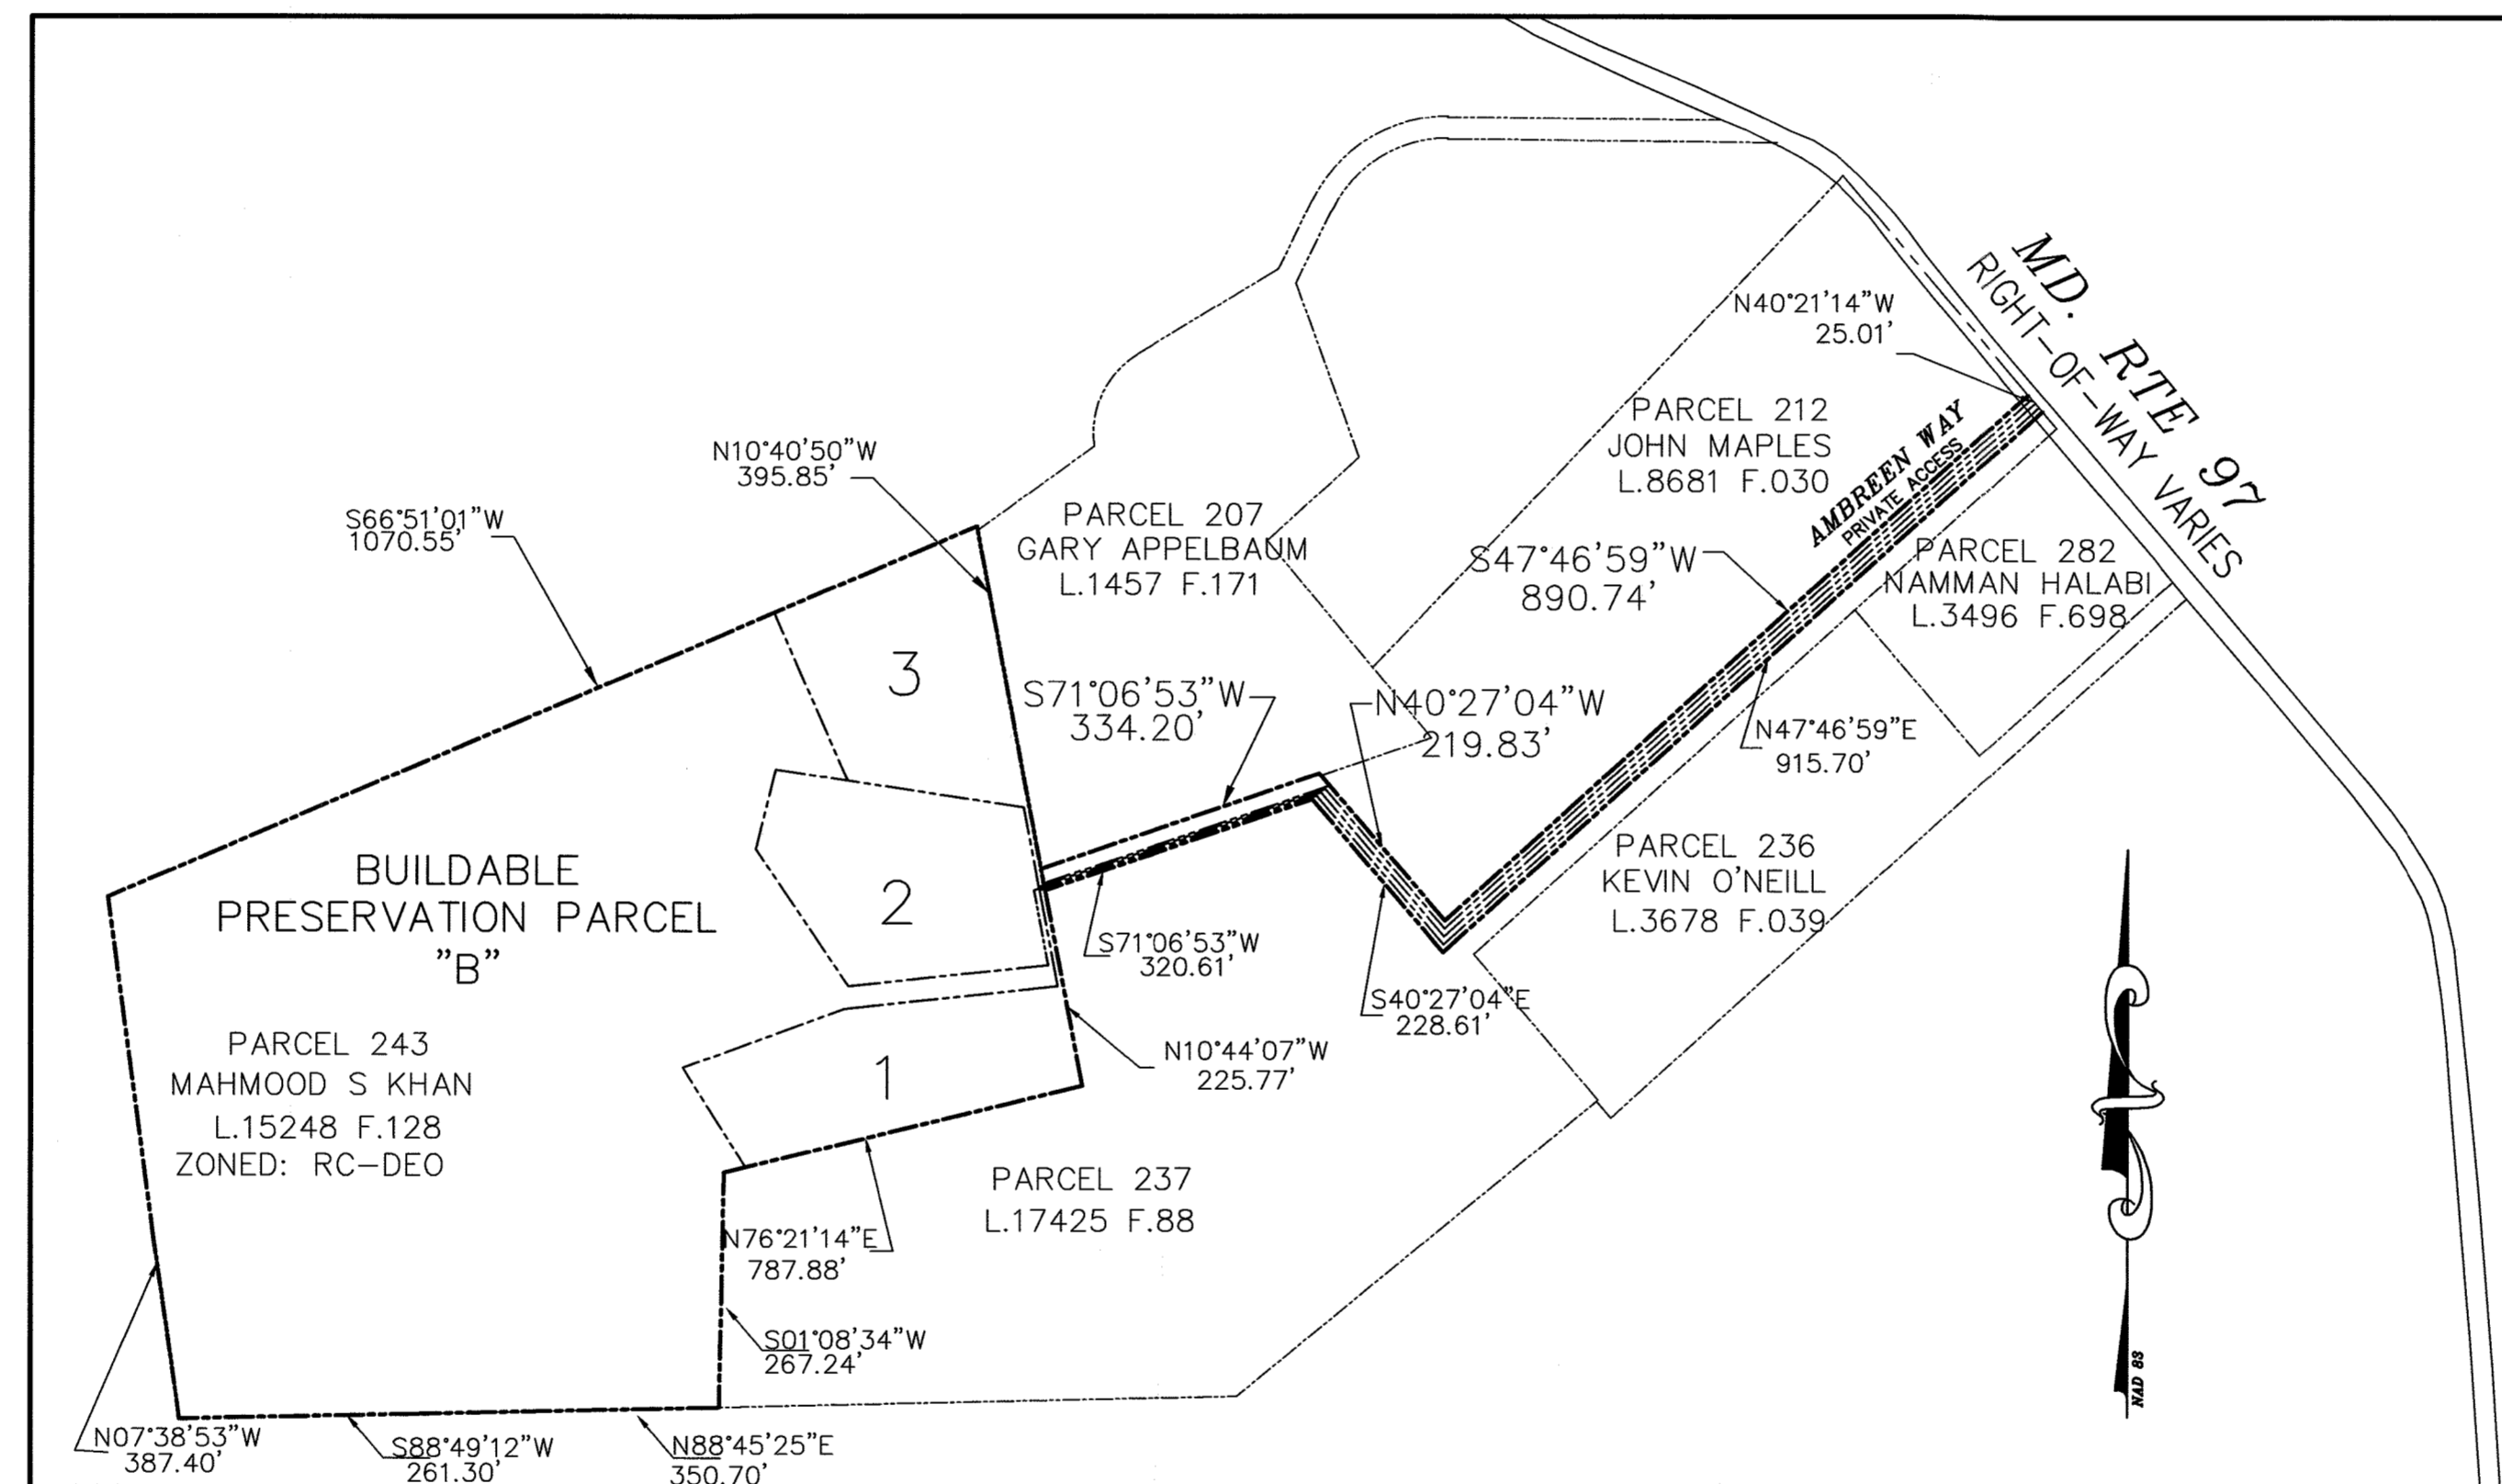 MD. RTE 97
RIGHT-OF-WAY VARIES
N40°21'14"W
25.01'
PARCEL 212
JOHN MAPLES
L.8681 F.030
AMBREEN WAY
PRIVATE ACCESS
N10°40'50"W
395.85'
S66°51'01"W
1070.55'
PARCEL 207
GARY APPELBAUM
L.1457 F.171
S47°46'59"W
890.74'
PARCEL 282
NAMMAN HALABI
L.3496 F.698
3
S71°06'53"W
334.20'
N40°27'04"W
219.83'
N47°46'59"E
915.70'
BUILDABLE
PRESERVATION PARCEL
"B"
2
PARCEL 236
KEVIN O'NEILL
L.3678 F.039
S71°06'53"W
320.61'
S40°27'04"E
228.61'
PARCEL 243
MAHMOOD S KHAN
L.15248 F.128
ZONED: RC-DEO
1
N10°44'07"W
225.77'
PARCEL 237
L.17425 F.88
N76°21'14"E
787.88'
S01°08'34"W
267.24'
NAD 83
N07°38'53"W
387.40'
S88°49'12"W
261.30'
N88°45'25"E
350.70'